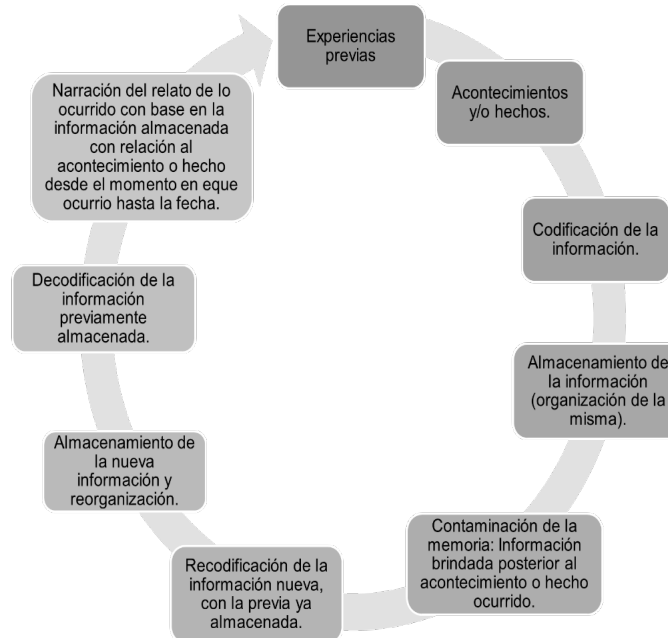 Experiencias
previas
Acontecimientos
y/o hechos.
Codificación de la
información.
Almacenamiento de
la información
(organización de la
misma).
Contaminación de la
memoria: Información
brindada posterior al
acontecimiento o hecho
ocurrido.
Recodificación de la
información nueva,
con la previa ya
almacenada.
Almacenamiento de
la nueva
información y
reorganización.
Decodificación de la
información
previamente
almacenada.
Narración del relato de lo
ocurrido con base en la
información almacenada
con relación al
acontecimiento o hecho
desde el momento en eque
ocurrio hasta la fecha.